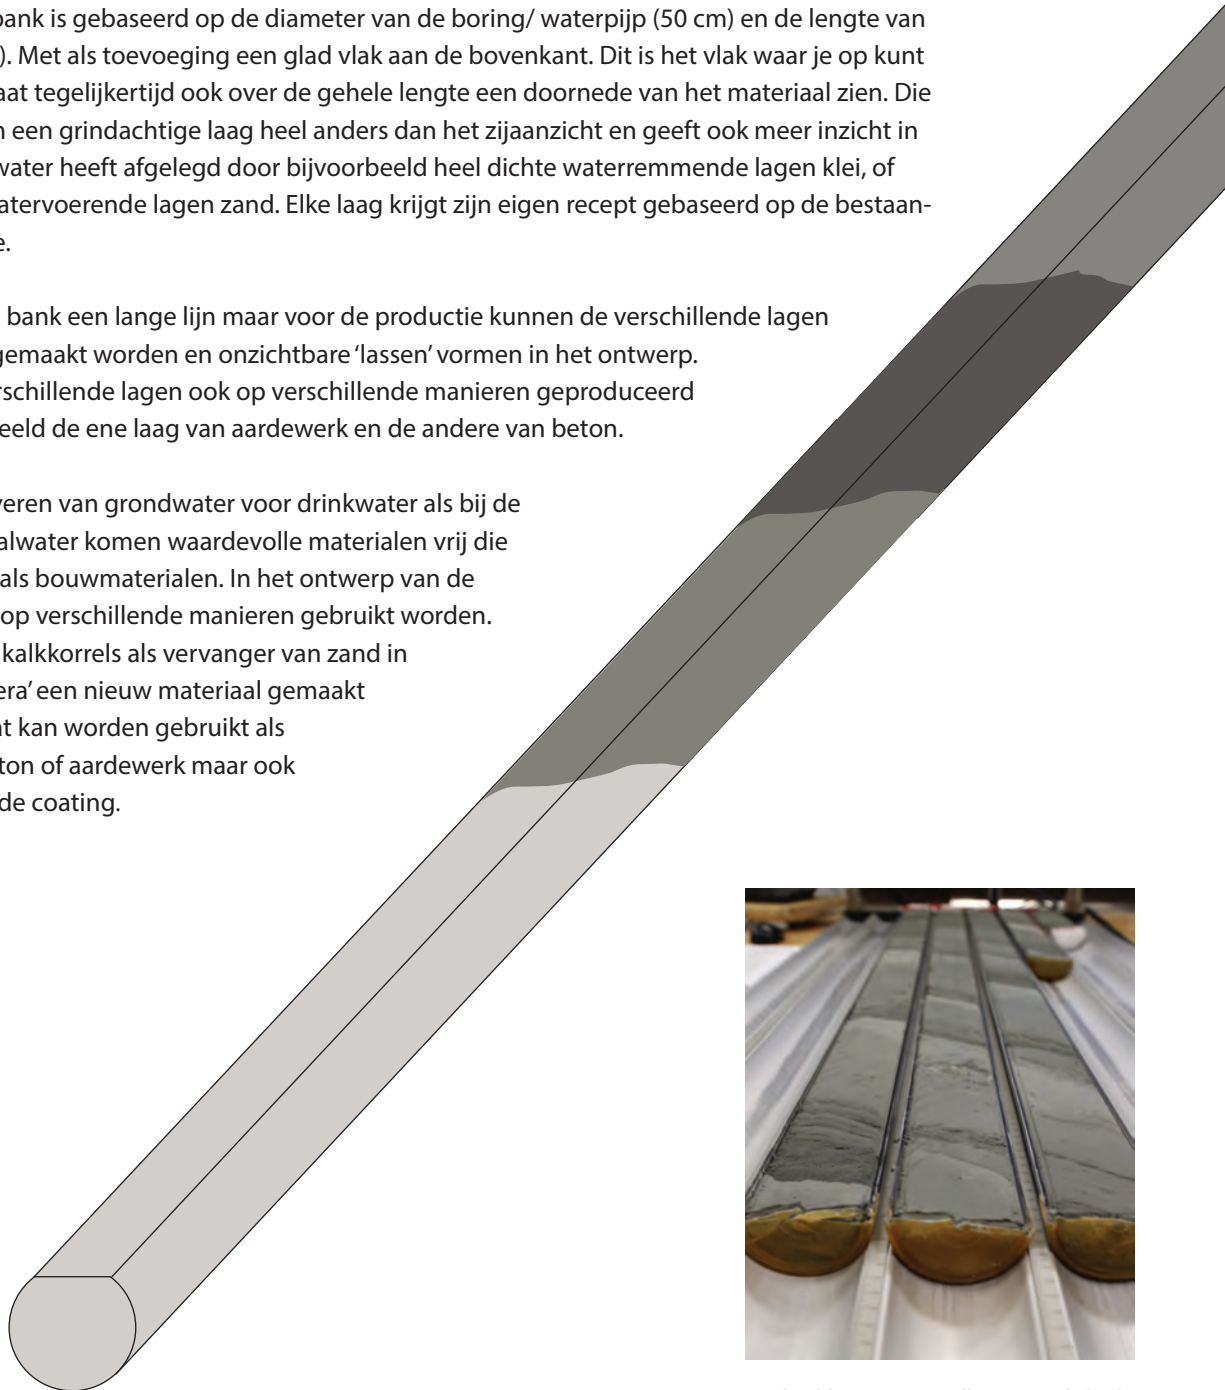 bank is gebaseerd op de diameter van de boring/ waterpijp (50 cm) en de lengte van
). Met als toevoeging een glad vlak aan de bovenkant. Dit is het vlak waar je op kunt
aat tegelijkertijd ook over de gehele lengte een doornede van het materiaal zien. Die
n een grindachtige laag heel anders dan het zijaanzicht en geeft ook meer inzicht in
water heeft afgelegd door bijvoorbeeld heel dichte waterremmende lagen klei, of
atervoerende lagen zand. Elke laag krijgt zijn eigen recept gebaseerd op de bestaan-
e.
bank een lange lijn maar voor de productie kunnen de verschillende lagen
gemaakt worden en onzichtbare ‘lassen’ vormen in het ontwerp.
rschillende lagen ook op verschillende manieren geproduceerd
eeld de ene laag van aardewerk en de andere van beton.
veren van grondwater voor drinkwater als bij de
alwater komen waardevolle materialen vrij die
als bouwmaterialen. In het ontwerp van de
op verschillende manieren gebruikt worden.
kalkkorrels als vervanger van zand in
era’ een nieuw materiaal gemaakt
at kan worden gebruikt als
ton of aardewerk maar ook
de coating.